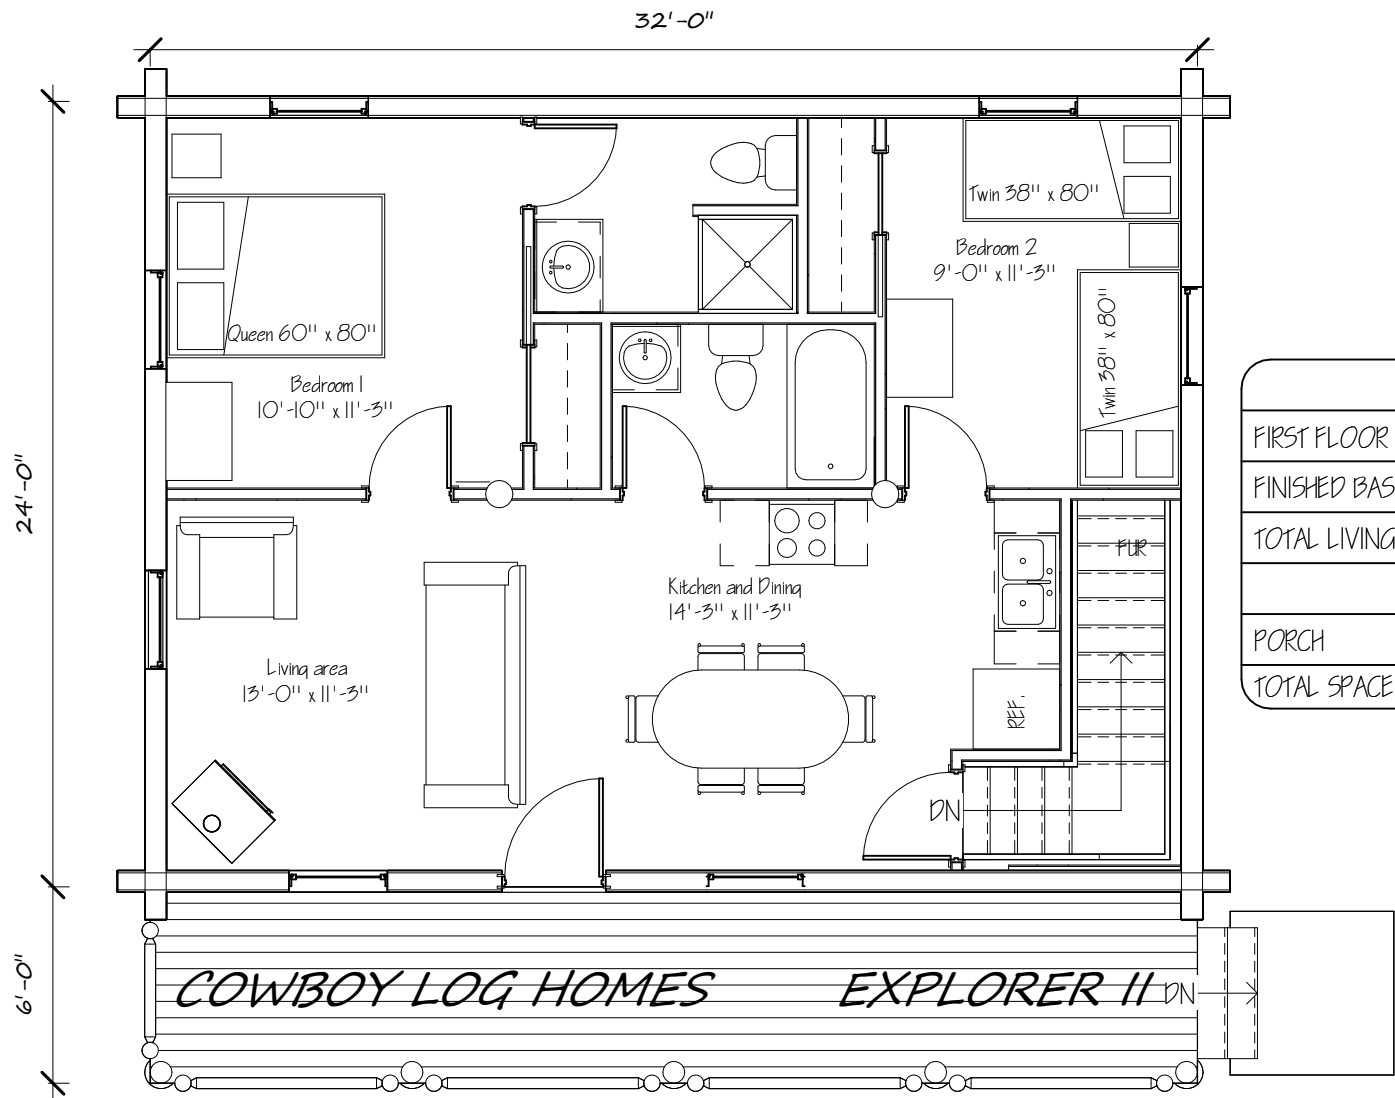 32'-0"
24'-0"
6'-0"
Twin 38" x 80"
Bedroom 2
9'-0" x 11'-3"
Twin 38" x 80"
Queen 60" x 80"
Bedroom 1
10'-10" x 11'-3"
FIRST FLOOR
FINISHED BAS
TOTAL LIVING
PORCH
TOTAL SPACE
FUR
Kitchen and Dining
14'-3" x 11'-3"
Living area
13'-0" x 11'-3"
REF.
DN
COWBOY LOG HOMES EXPLORER II DN